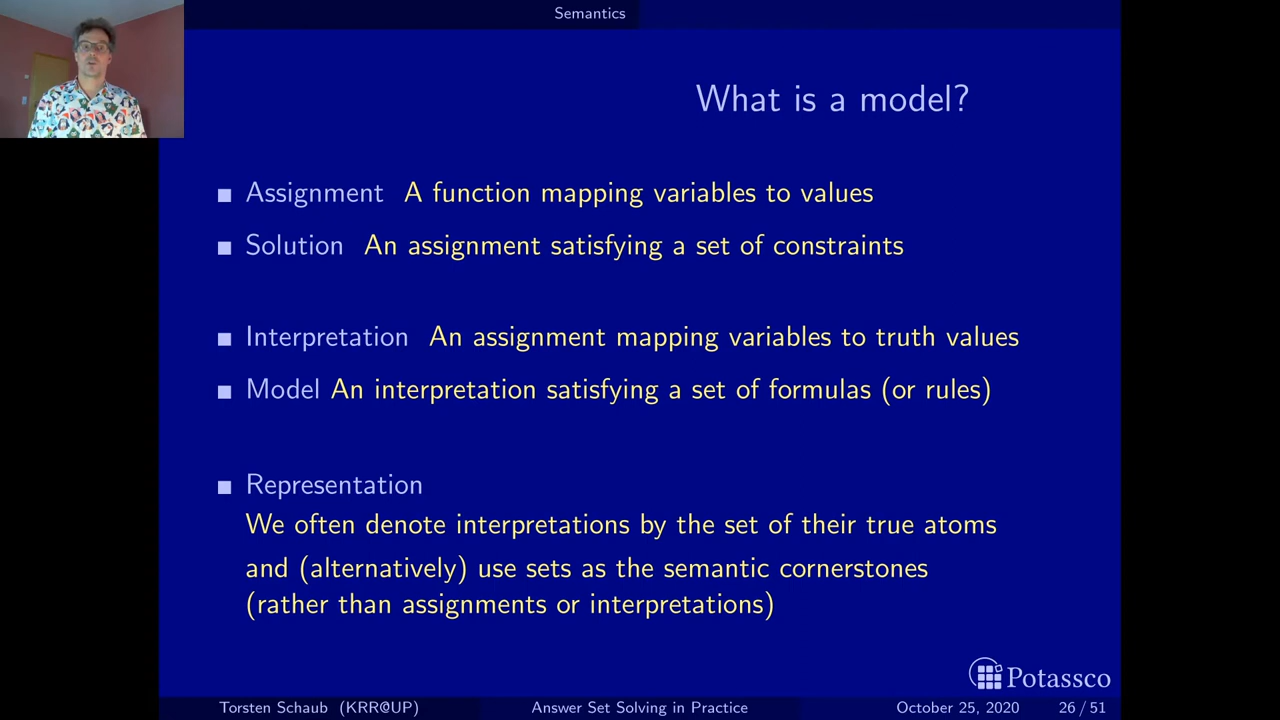 Semantics
What is a model?
Assignment A function mapping variables to values
Solution An assignment satisfying a set of constraints
Interpretation An assignment mapping variables to truth values
Model An interpretation satisfying a set of formulas (or rules)
Representation
We often denote interpretations by the set of their true atoms
and (alternatively) use sets as the semantic cornerstones
(rather than assignments or interpretations)
Potassco
Torsten Schaub (KRR@UP) Answer Set Solving in Practice October 25, 2020 26 / 51